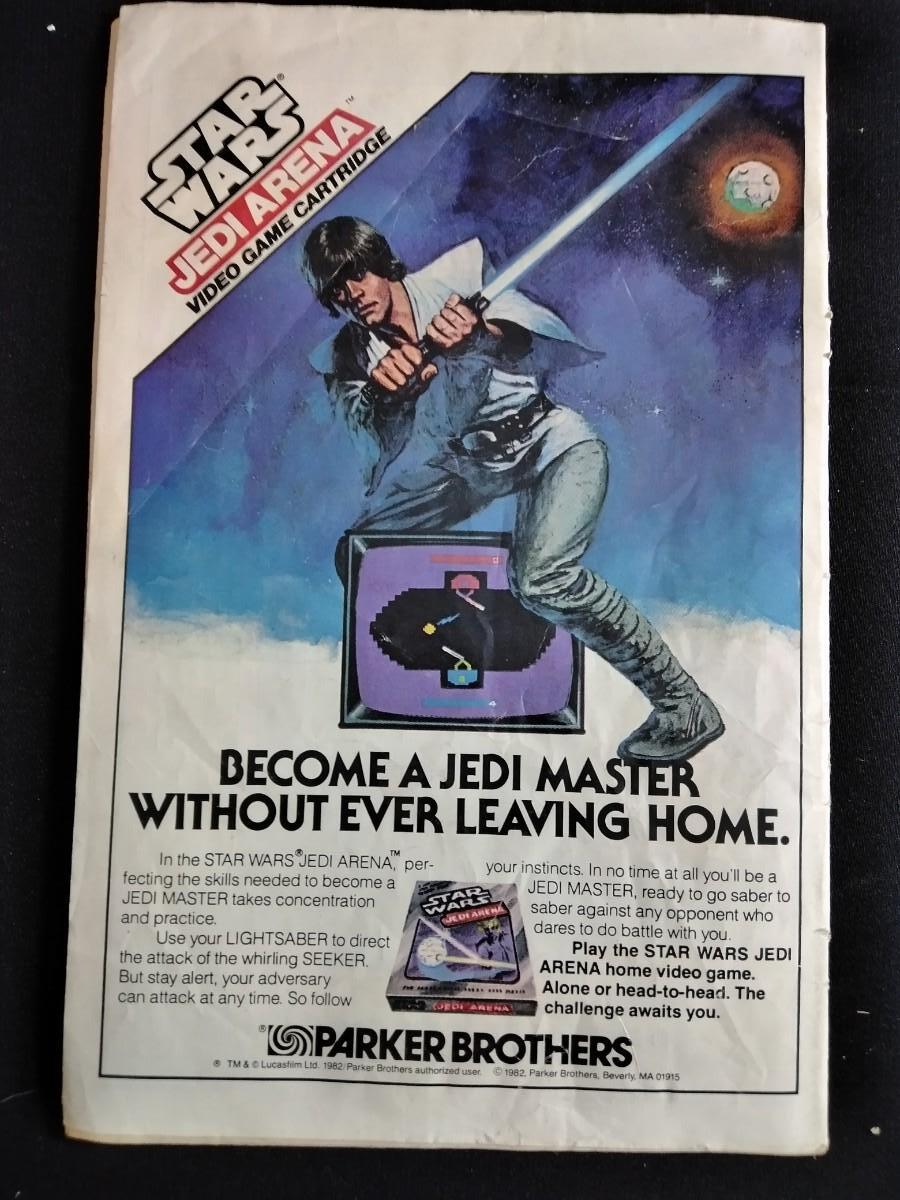 STAR®
WARS
JEDI ARENA™
VIDEO GAME CARTRIDGE
4
BECOME A JEDI MASTER
WITHOUT EVER LEAVING HOME.
In the STAR WARS® JEDI ARENA,™ per-
fecting the skills needed to become a
JEDI MASTER takes concentration
and practice.
Use your LIGHTSABER to direct
the attack of the whirling SEEKER.
But stay alert, your adversary
can attack at any time. So follow
your instincts. In no time at all you'll be a
JEDI MASTER, ready to go saber to
saber against any opponent who
dares to do battle with you.
Play the STAR WARS JEDI
ARENA home video game.
Alone or head-to-head. The
challenge awaits you.
STAR
WARS
JEDI ARENA
JEDI ARENA
® PARKER BROTHERS
® TM & © Lucasfilm Ltd. 1982/Parker Brothers authorized user. © 1982, Parker Brothers, Beverly, MA 01915